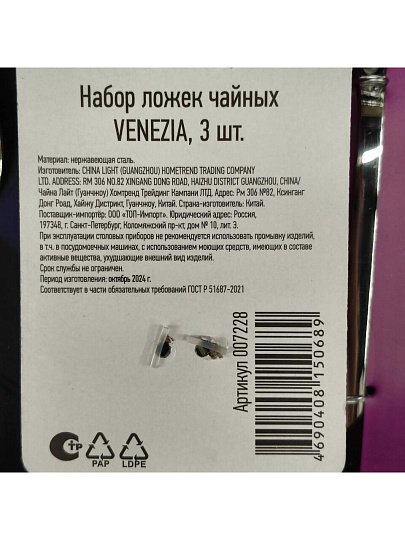 Набор ложек чайных
VENEZIA, 3 шт.
Материал: нержавеющая сталь.
Изготовитель: CHINA LIGHT (GUANGZHOU) HOMETREND TRADING COMPANY
LTD. ADDRESS: RM 306 NO.82 XINGANG DONG ROAD, HAIZHU DISTRICT GUANGZHOU, CHINA/
Чайна Лайт (Гуанчжоу) Хомтренд Трейдинг Кампани ЛТД. Адрес: Рм 306 №82, Ксинганг
Донг Роад, Хайжу Дистрикт, Гуанчжоу, Китай. Страна-изготовитель: Китай.
Поставщик-импортёр: ООО «ТОП-Импорт». Юридический адрес: Россия,
197348, г. Санкт-Петербург, Коломяжский пр-кт, дом № 10, лит. З.
При эксплуатации столовых приборов не рекомендуется использовать промывку изделий,
в т.ч. в посудомоечных машинах, с использованием моющих средств, имеющих в составе
активные вещества, ухудшающие внешний вид изделий.
Срок службы не ограничен.
Период изготовления: октябрь 2024 г.
Соответствует в части обязательных требований ГОСТ Р 51687-2021
Артикул 007228
4690408150689
PAP
LDPE